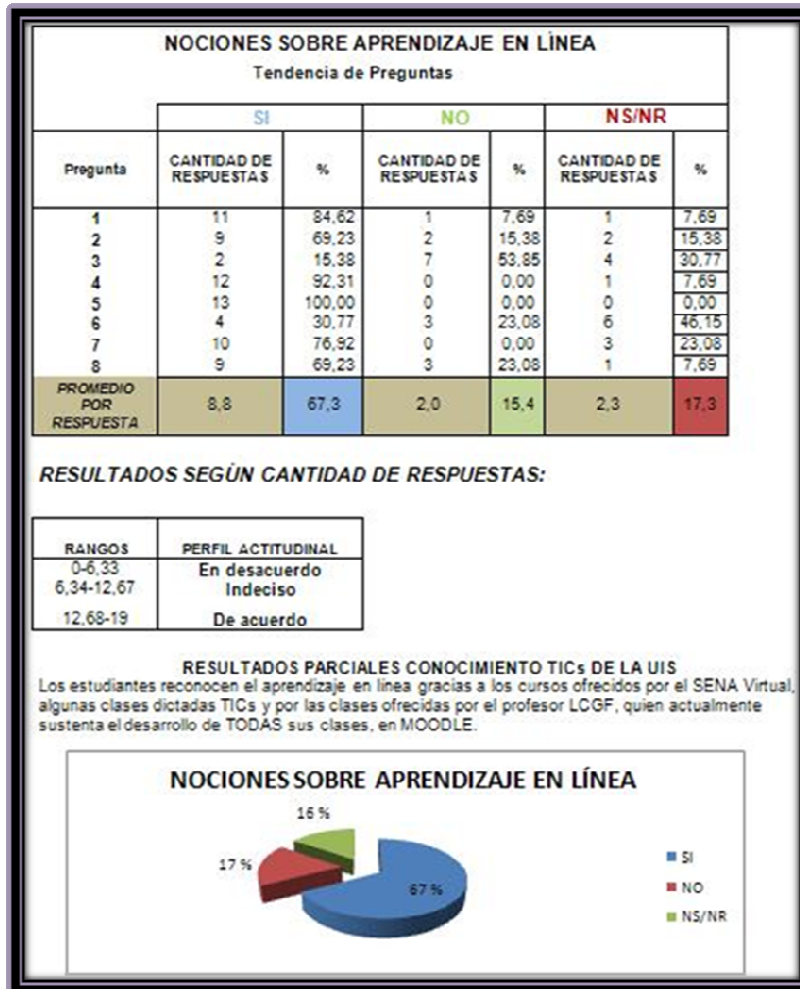 NOCIONES SOBRE APRENDIZAJE EN LÍNEA
Tendencia de Preguntas
SI NO NS/NR
Pregunta CANTIDAD DE RESPUESTAS % CANTIDAD DE RESPUESTAS % CANTIDAD DE RESPUESTAS %
1 11 84,62 1 7,69 1 7,69
2 9 69,23 2 15,38 2 15,38
3 2 15,38 7 53,85 4 30,77
4 12 92,31 0 0,00 1 7,69
5 13 100,00 0 0,00 0 0,00
6 4 30,77 3 23,08 6 46,15
7 10 76,92 0 0,00 3 23,08
8 9 69,23 3 23,08 1 7,69
PROMEDIO POR RESPUESTA 8,8 67,3 2,0 15,4 2,3 17,3
RESULTADOS SEGÚN CANTIDAD DE RESPUESTAS:
RANGOS PERFIL ACTITUDINAL
0-6,33 En desacuerdo
6,34-12,67 Indeciso
12,68-19 De acuerdo
RESULTADOS PARCIALES CONOCIMIENTO TICs DE LA UIS
Los estudiantes reconocen el aprendizaje en línea gracias a los cursos ofrecidos por el SENA Virtual,
algunas clases dictadas TICs y por las clases ofrecidas por el profesor LCGF, quien actualmente
sustenta el desarrollo de TODAS sus clases, en MOODLE.
NOCIONES SOBRE APRENDIZAJE EN LÍNEA
16 %
17 %
67 %
SI
NO
NS/NR